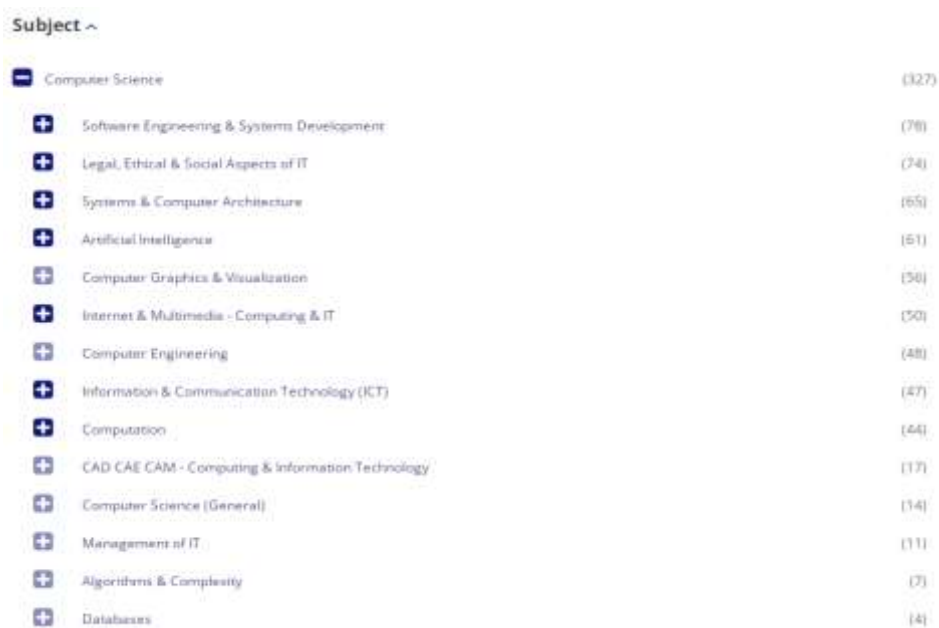 Subject
Computer Science (327)
Software Engineering & Systems Development (78)
Legal, Ethical & Social Aspects of IT (74)
Systems & Computer Architecture (65)
Artificial Intelligence (61)
Computer Graphics & Visualization (56)
Internet & Multimedia - Computing & IT (50)
Computer Engineering (48)
Information & Communication Technology (ICT) (47)
Computation (44)
CAD CAE CAM - Computing & Information Technology (17)
Computer Science (General) (14)
Management of IT (11)
Algorithms & Complexity (7)
Databases (4)